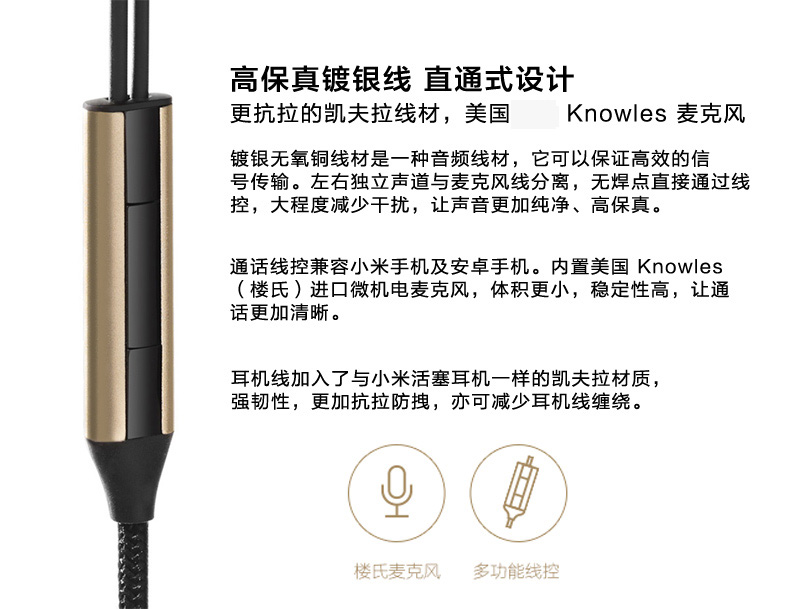 高保真镀银线 直通式设计
更抗拉的凯夫拉线材，美国 Knowles 麦克风
镀银无氧铜线材是一种音频线材，它可以保证高效的信
号传输。左右独立声道与麦克风线分离，无焊点直接通过线
控，大程度减少干扰，让声音更加纯净、高保真。
通话线控兼容小米手机及安卓手机。内置美国 Knowles
（楼氏）进口微机电麦克风，体积更小，稳定性高，让通
话更加清晰。
耳机线加入了与小米活塞耳机一样的凯夫拉材质，
强韧性，更加抗拉防拽，亦可减少耳机线缠绕。
楼氏麦克风 多功能线控